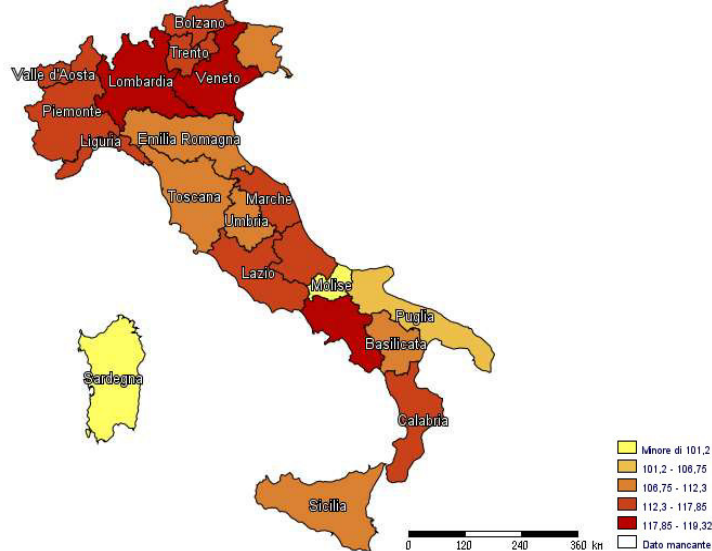 Bolzano
Trento
Valle d'Aosta
Lombardia
Veneto
Piemonte
Liguria
Emilia Romagna
Toscana
Marche
Umbria
Lazio
Molise
Puglia
Basilicata
Sardegna
Calabria
Sicilia
Minore di 101,2
101,2 - 106,75
106,75 - 112,3
112,3 - 117,85
117,85 - 119,32
Dato mancante
0 120 240 360 KM